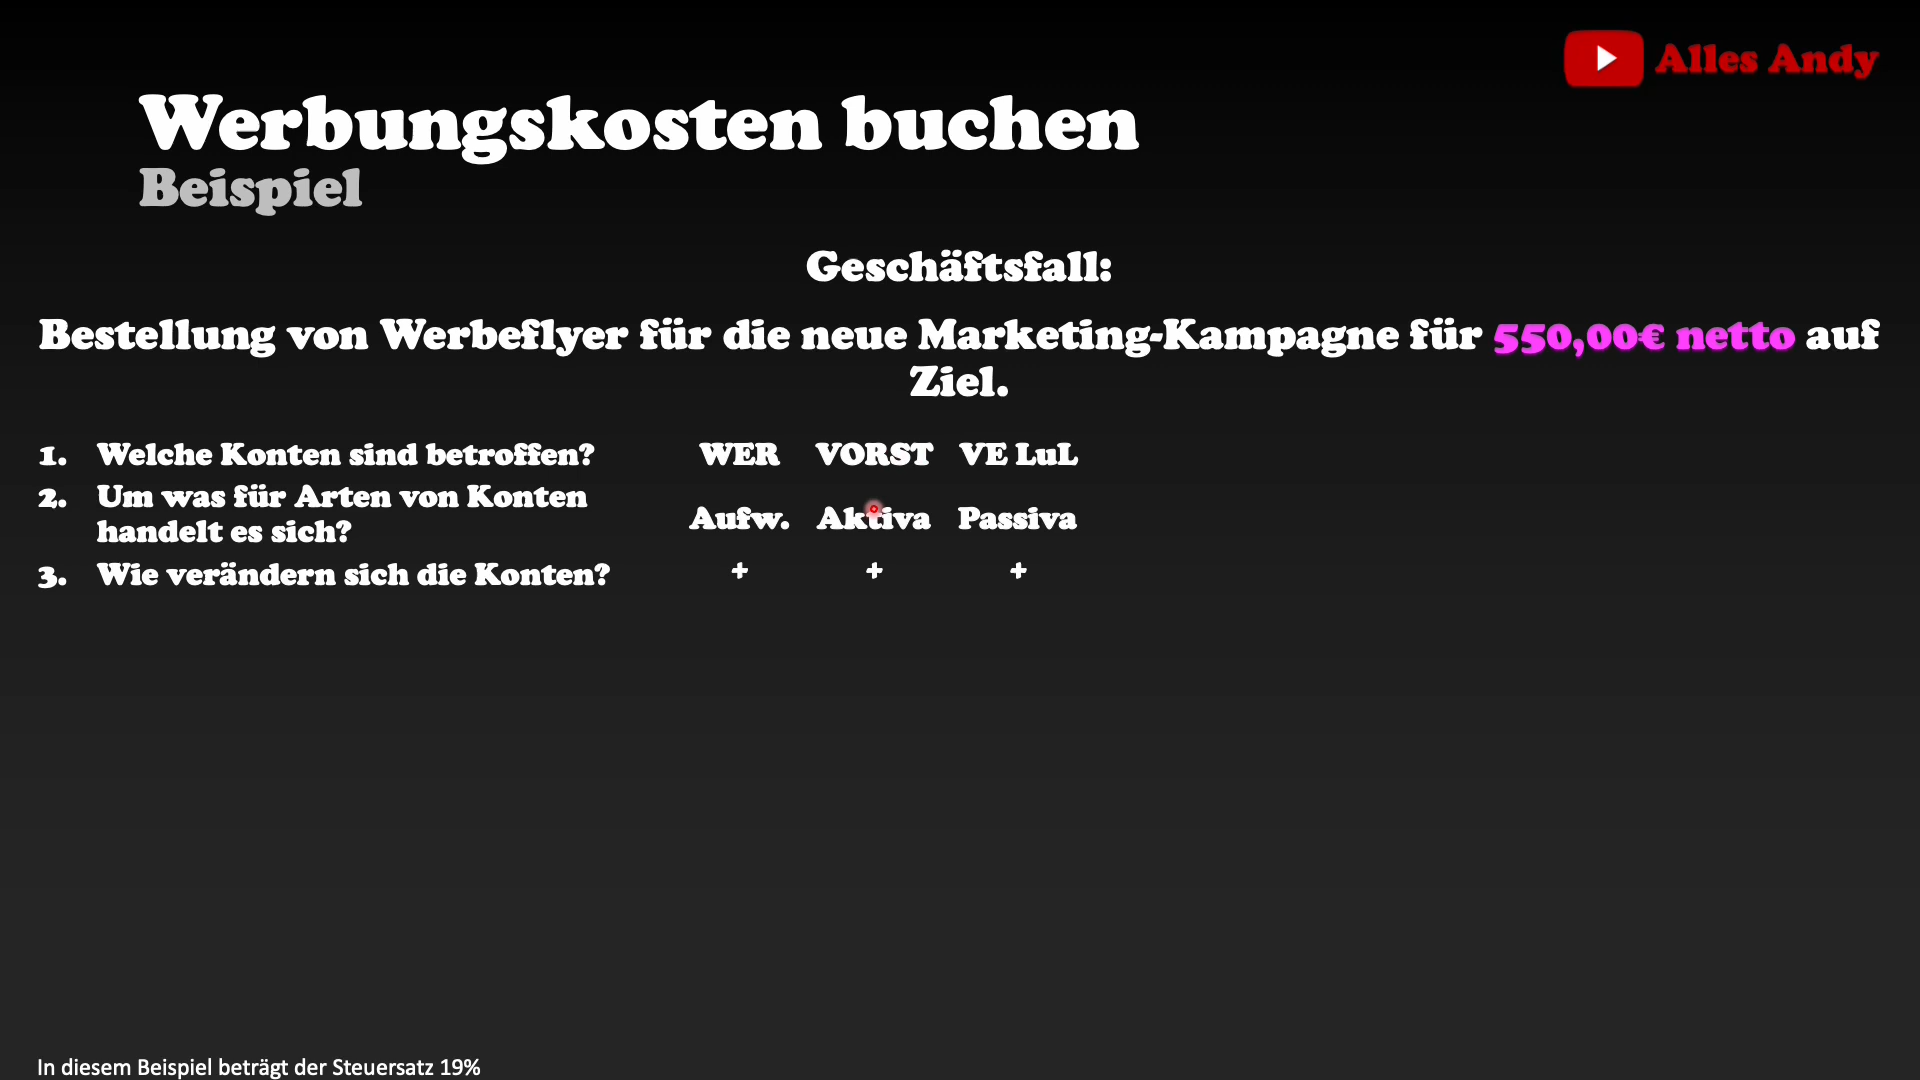 Alles Andy
Werbungskosten buchen
Beispiel
Geschäftsfall:
Bestellung von Werbeflyer für die neue Marketing-Kampagne für 550,00€ netto auf
Ziel.
1. Welche Konten sind betroffen? WER VORST VE LuL
2. Um was für Arten von Konten
handelt es sich? Aufw. Aktiva Passiva
3. Wie verändern sich die Konten? + + +
In diesem Beispiel beträgt der Steuersatz 19%